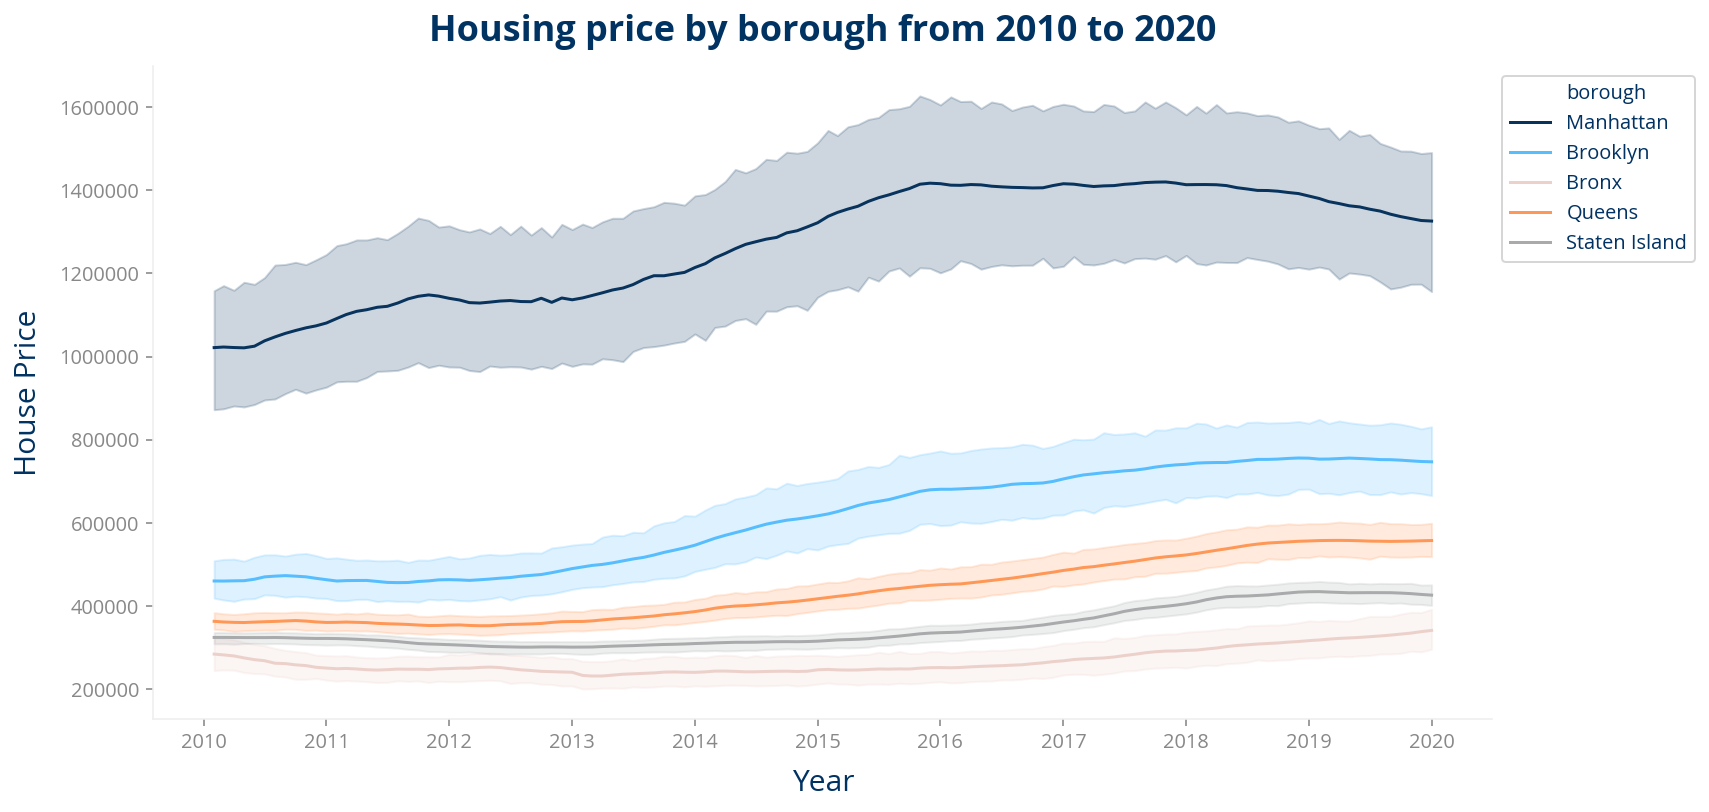 Housing price by borough from 2010 to 2020
borough
Manhattan
Brooklyn
Bronx
Queens
Staten Island
House Price
1600000
1400000
1200000
1000000
800000
600000
400000
200000
2010 2011 2012 2013 2014 2015 2016 2017 2018 2019 2020
Year